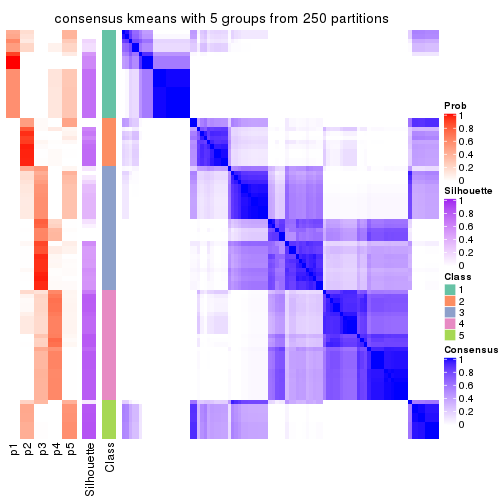 consensus kmeans with 5 groups from 250 partitions
Prob
1
0.8
0.6
0.4
0.2
0
Silhouette
1
0.8
0.6
0.4
0.2
0
Class
1
2
3
4
5
Consensus
1
0.8
0.6
0.4
0.2
0
p1
p2
p3
p4
p5
Silhouette
Class